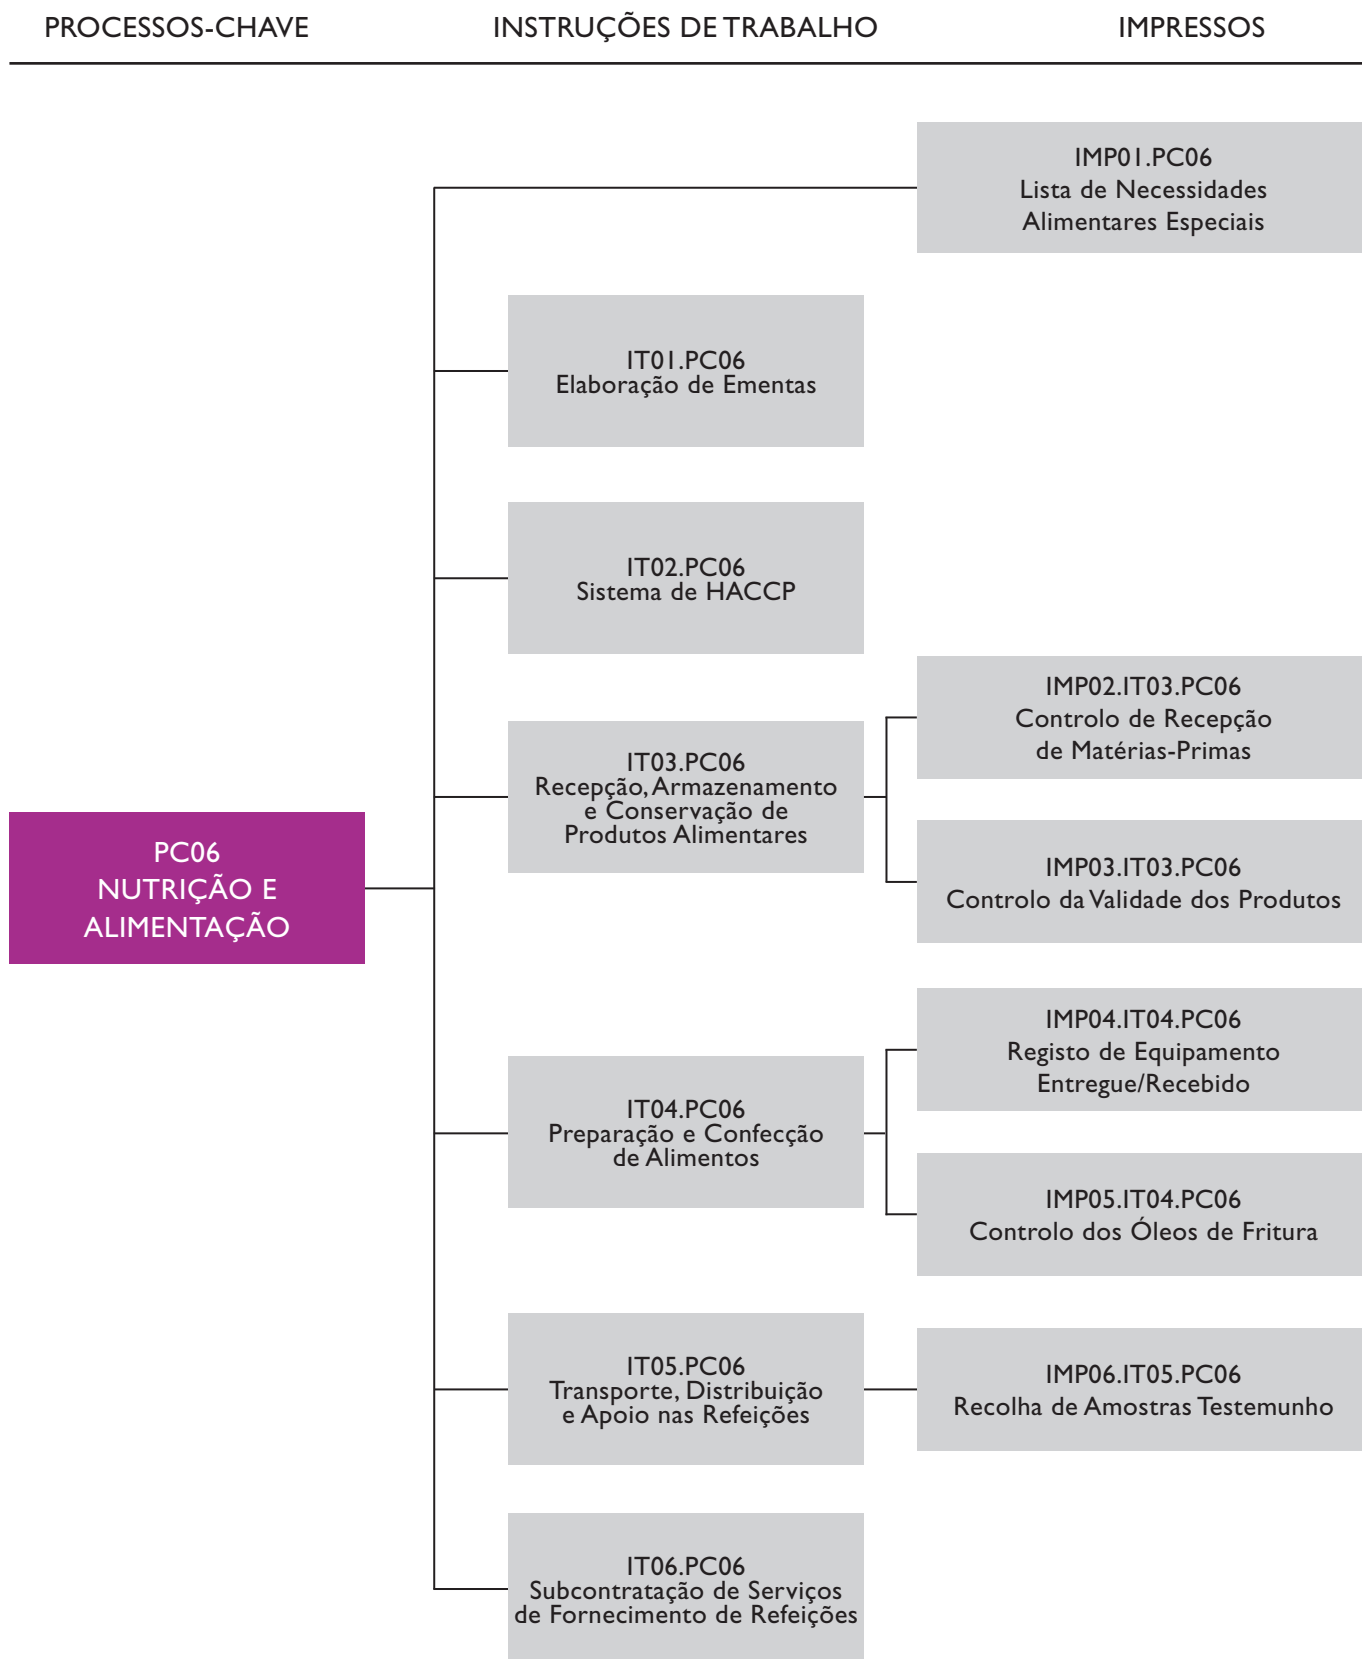 PROCESSOS-CHAVE
INSTRUÇÕES DE TRABALHO
IMPRESSOS
IMP01.PC06
Lista de Necessidades
Alimentares Especiais
IT01.PC06
Elaboração de Ementas
IT02.PC06
Sistema de HACCP
IMP02.IT03.PC06
Controlo de Recepção
de Matérias-Primas
IT03.PC06
Recepção, Armazenamento
e Conservação de
Produtos Alimentares
IMP03.IT03.PC06
Controlo da Validade dos Produtos
PC06
NUTRIÇÃO E
ALIMENTAÇÃO
IMP04.IT04.PC06
Registo de Equipamento
Entregue/Recebido
IT04.PC06
Preparação e Confecção
de Alimentos
IMP05.IT04.PC06
Controlo dos Óleos de Fritura
IT05.PC06
Transporte, Distribuição
e Apoio nas Refeições
IMP06.IT05.PC06
Recolha de Amostras Testemunho
IT06.PC06
Subcontratação de Serviços
de Fornecimento de Refeições